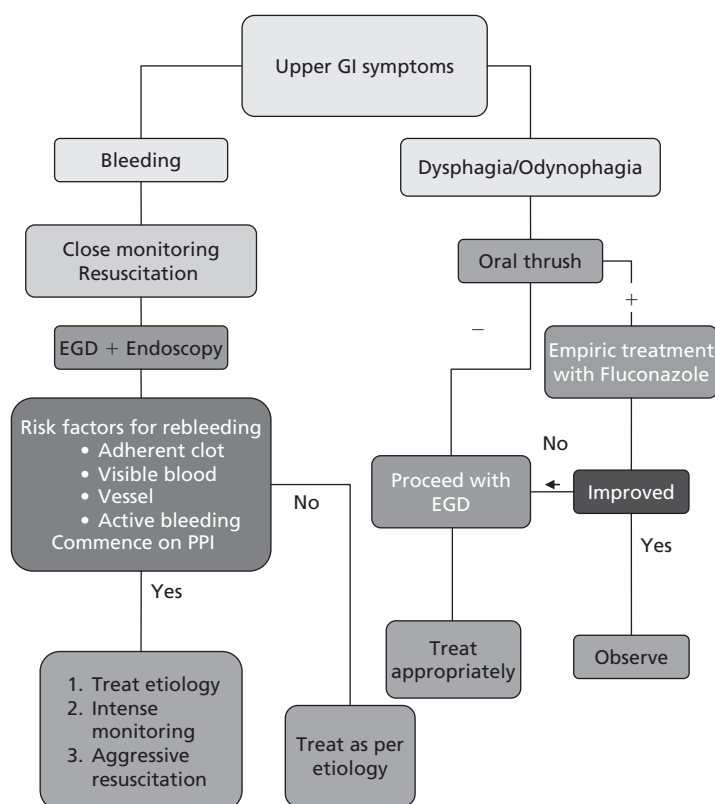 Upper GI symptoms
Bleeding
Dysphagia/Odynophagia
Close monitoring
Resuscitation
Oral thrush
+
−
EGD + Endoscopy
Empiric treatment
with Fluconazole
Risk factors for rebleeding
• Adherent clot
• Visible blood
• Vessel
• Active bleeding
Commence on PPI
No
No
Proceed with
EGD
Improved
Yes
Yes
Treat
appropriately
Observe
1. Treat etiology
2. Intense
monitoring
3. Aggressive
resuscitation
Treat as per
etiology